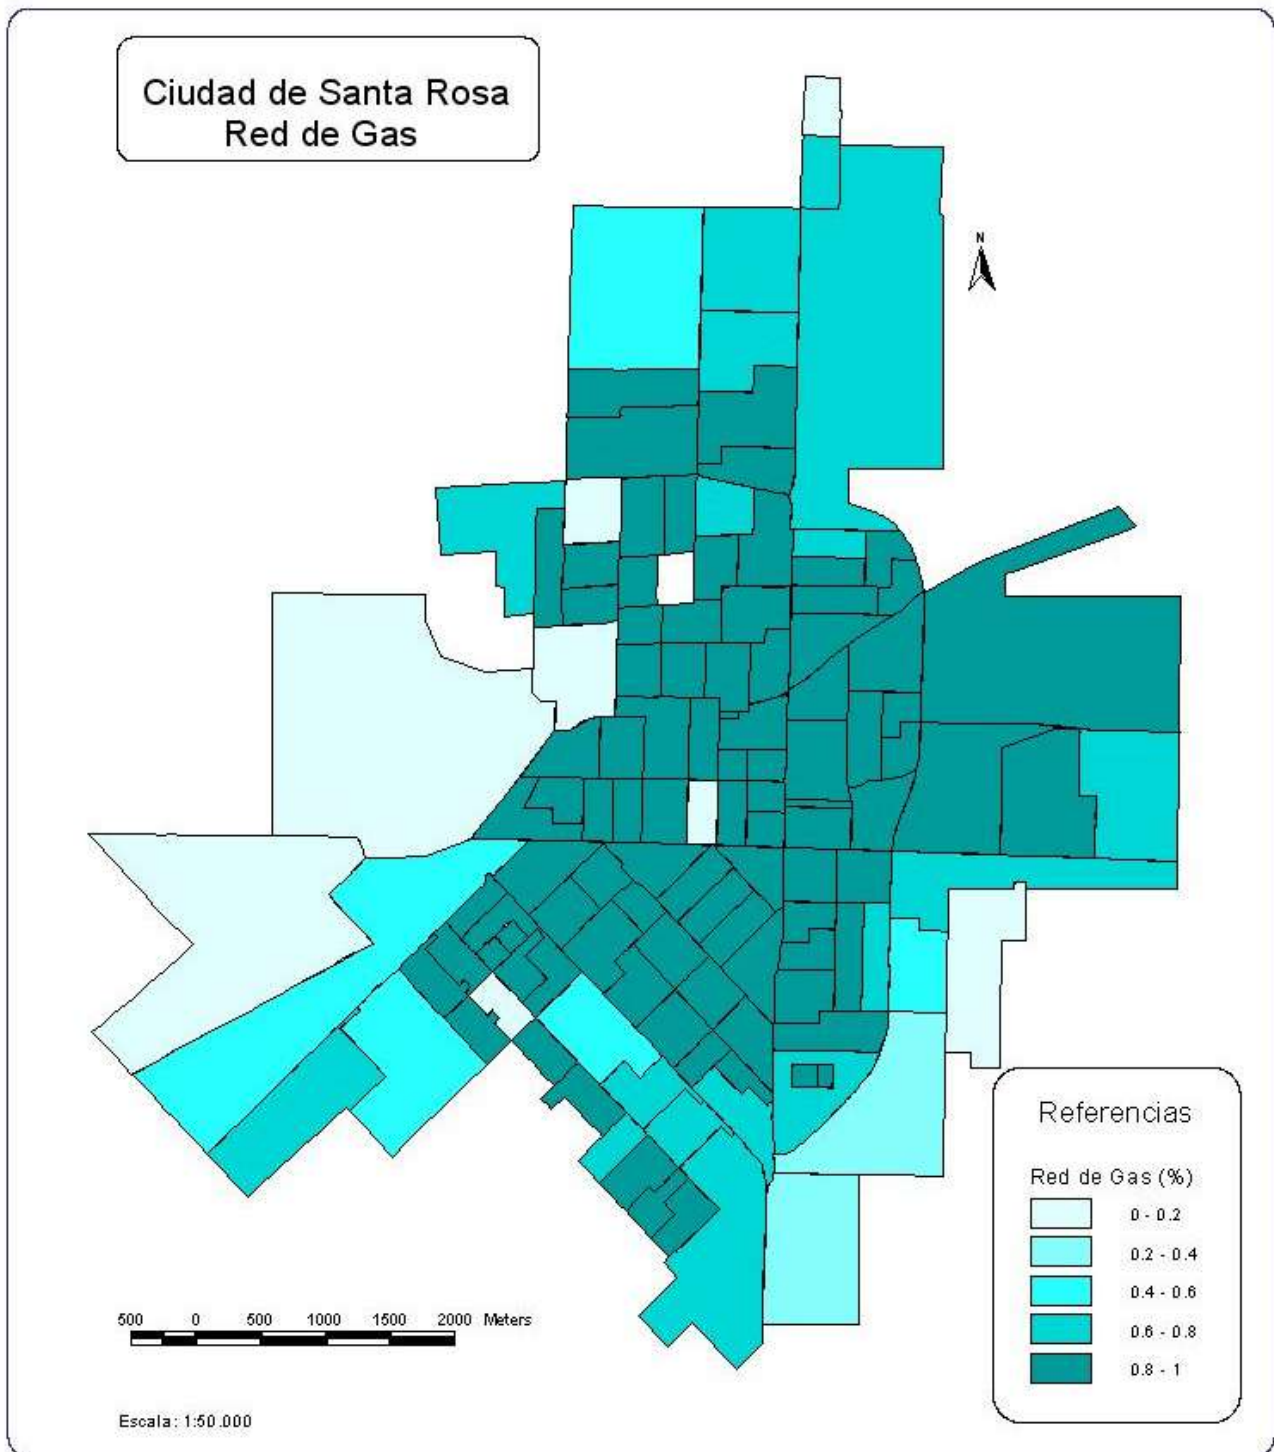 Ciudad de Santa Rosa
Red de Gas
N
Referencias
Red de Gas (%)
0 - 0.2
0.2 - 0.4
0.4 - 0.6
0.6 - 0.8
0.8 - 1
500 0 500 1000 1500 2000 Meters
Escala: 1:50.000